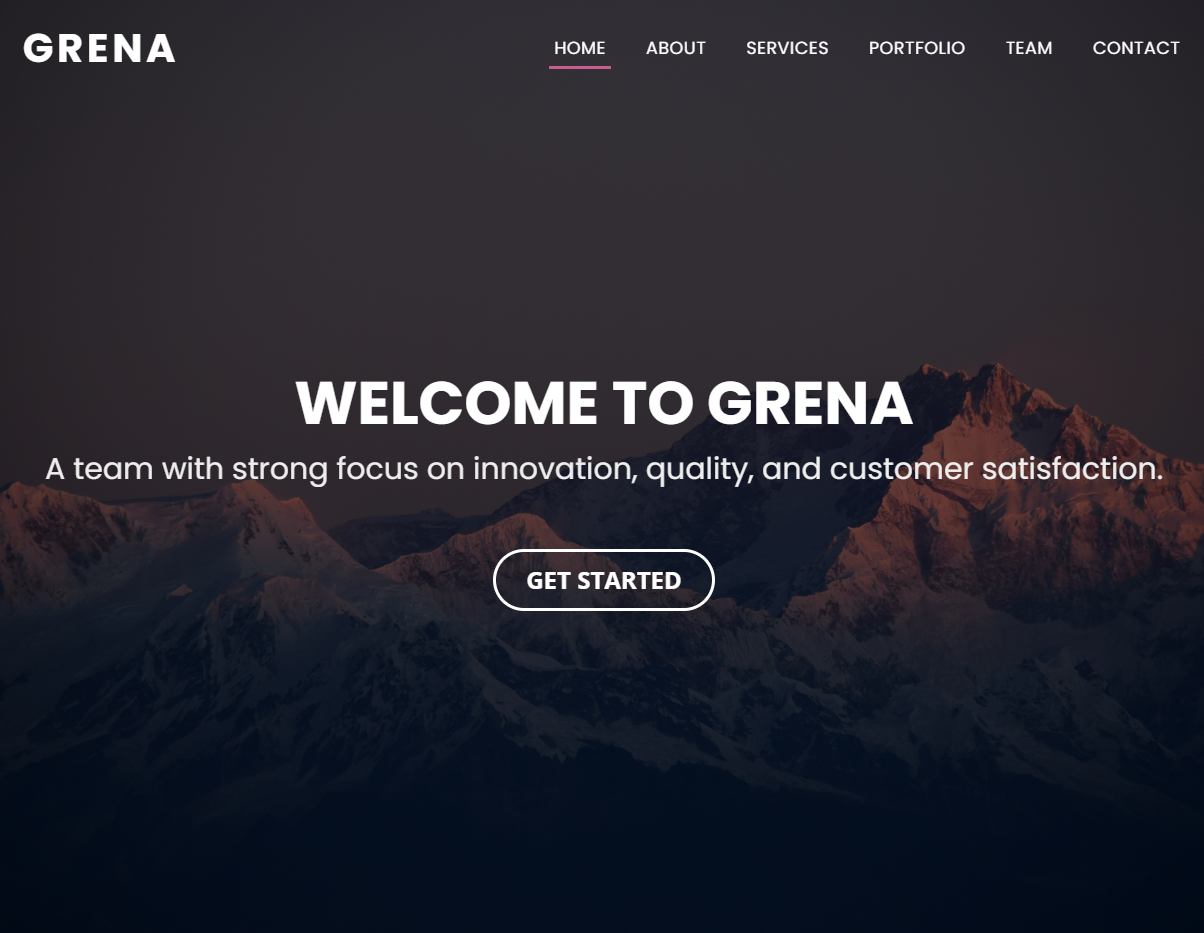 GRENA
HOME ABOUT SERVICES PORTFOLIO TEAM CONTACT
WELCOME TO GRENA
A team with strong focus on innovation, quality, and customer satisfaction.
GET STARTED